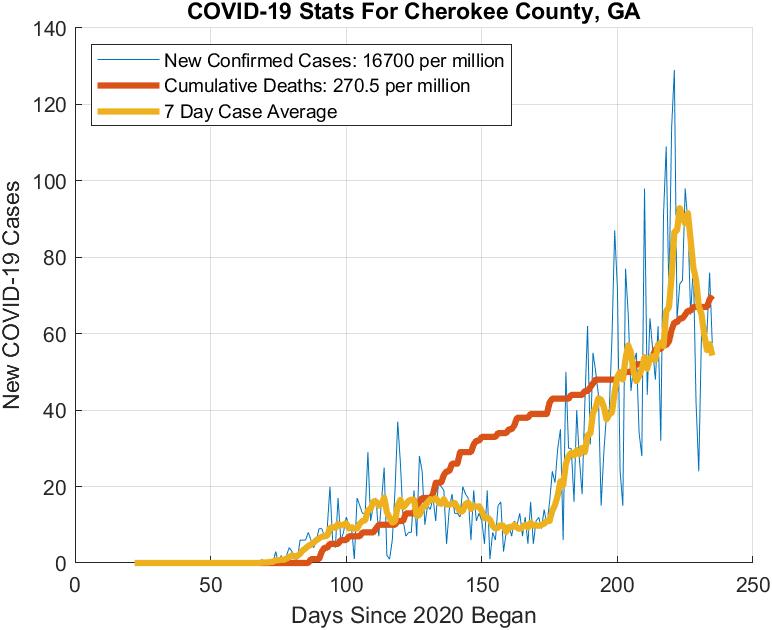 COVID-19 Stats For Cherokee County, GA
New Confirmed Cases: 16700 per million
Cumulative Deaths: 270.5 per million
7 Day Case Average
New COVID-19 Cases
140
120
100
80
60
40
20
0
0 50 100 150 200 250
Days Since 2020 Began